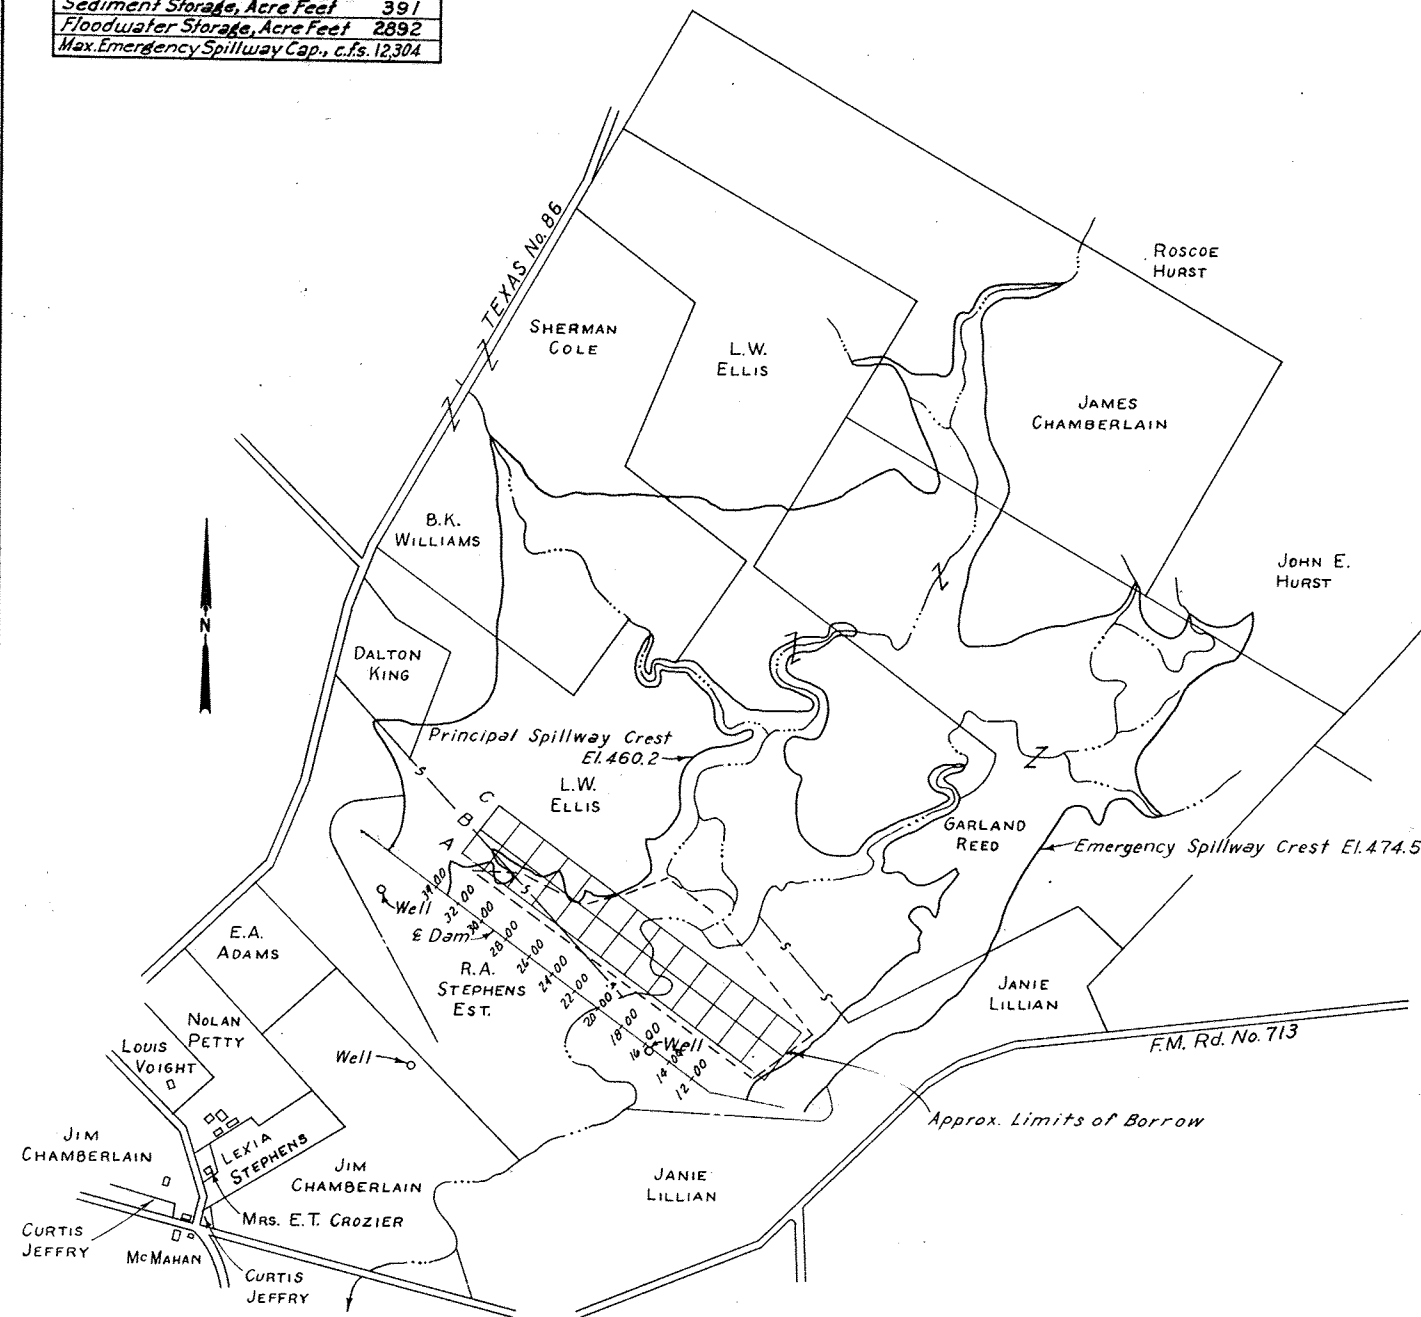 Sediment Storage, Acre Feet 391
Floodwater Storage, Acre Feet 2892
Max. Emergency Spillway Cap., c.f.s. 12,304
TEXAS No. 86
ROSCOE
HURST
SHERMAN
COLE
L.W.
ELLIS
JAMES
CHAMBERLAIN
B.K.
WILLIAMS
JOHN E.
HURST
N
DALTON
KING
Principal Spillway Crest
El. 460.2
L.W.
ELLIS
S
C
B
A
S
GARLAND
REED
Emergency Spillway Crest El. 474.5
Well
℄ Dam
34+00
32+00
30+00
28+00
26+00
24+00
22+00
20+00
18+00
16+00
14+00
12+00
E.A.
ADAMS
R.A.
STEPHENS
EST.
S
S
JANIE
LILLIAN
NOLAN
PETTY
LOUIS
VOIGHT
Well
Well
F.M. Rd. No. 713
Approx. Limits of Borrow
JIM
CHAMBERLAIN
LEXIA
STEPHENS
JIM
CHAMBERLAIN
JANIE
LILLIAN
MRS. E.T. CROZIER
CURTIS
JEFFRY
McMAHAN
CURTIS
JEFFRY